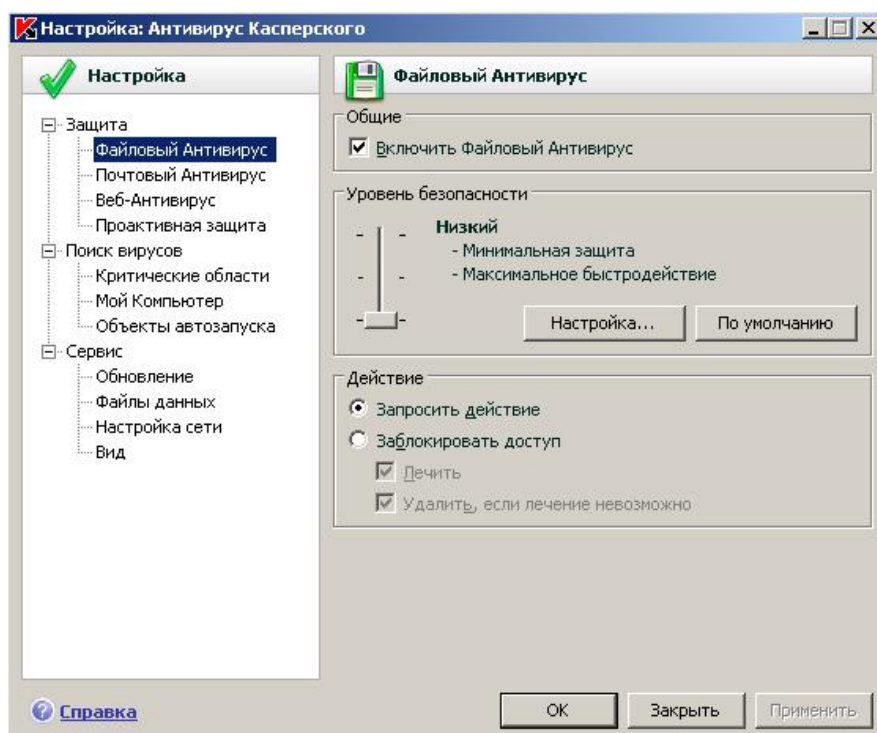 Настройка: Антивирус Касперского
Настройка
Защита
Файловый Антивирус
Почтовый Антивирус
Веб-Антивирус
Проактивная защита
Поиск вирусов
Критические области
Мой Компьютер
Объекты автозапуска
Сервис
Обновление
Файлы данных
Настройка сети
Вид
Справка
Файловый Антивирус
Общие
Включить Файловый Антивирус
Уровень безопасности
Низкий
- Минимальная защита
- Максимальное быстродействие
Настройка...
По умолчанию
Действие
Запросить действие
Заблокировать доступ
Лечить
Удалить, если лечение невозможно
ОК
Закрыть
Применить